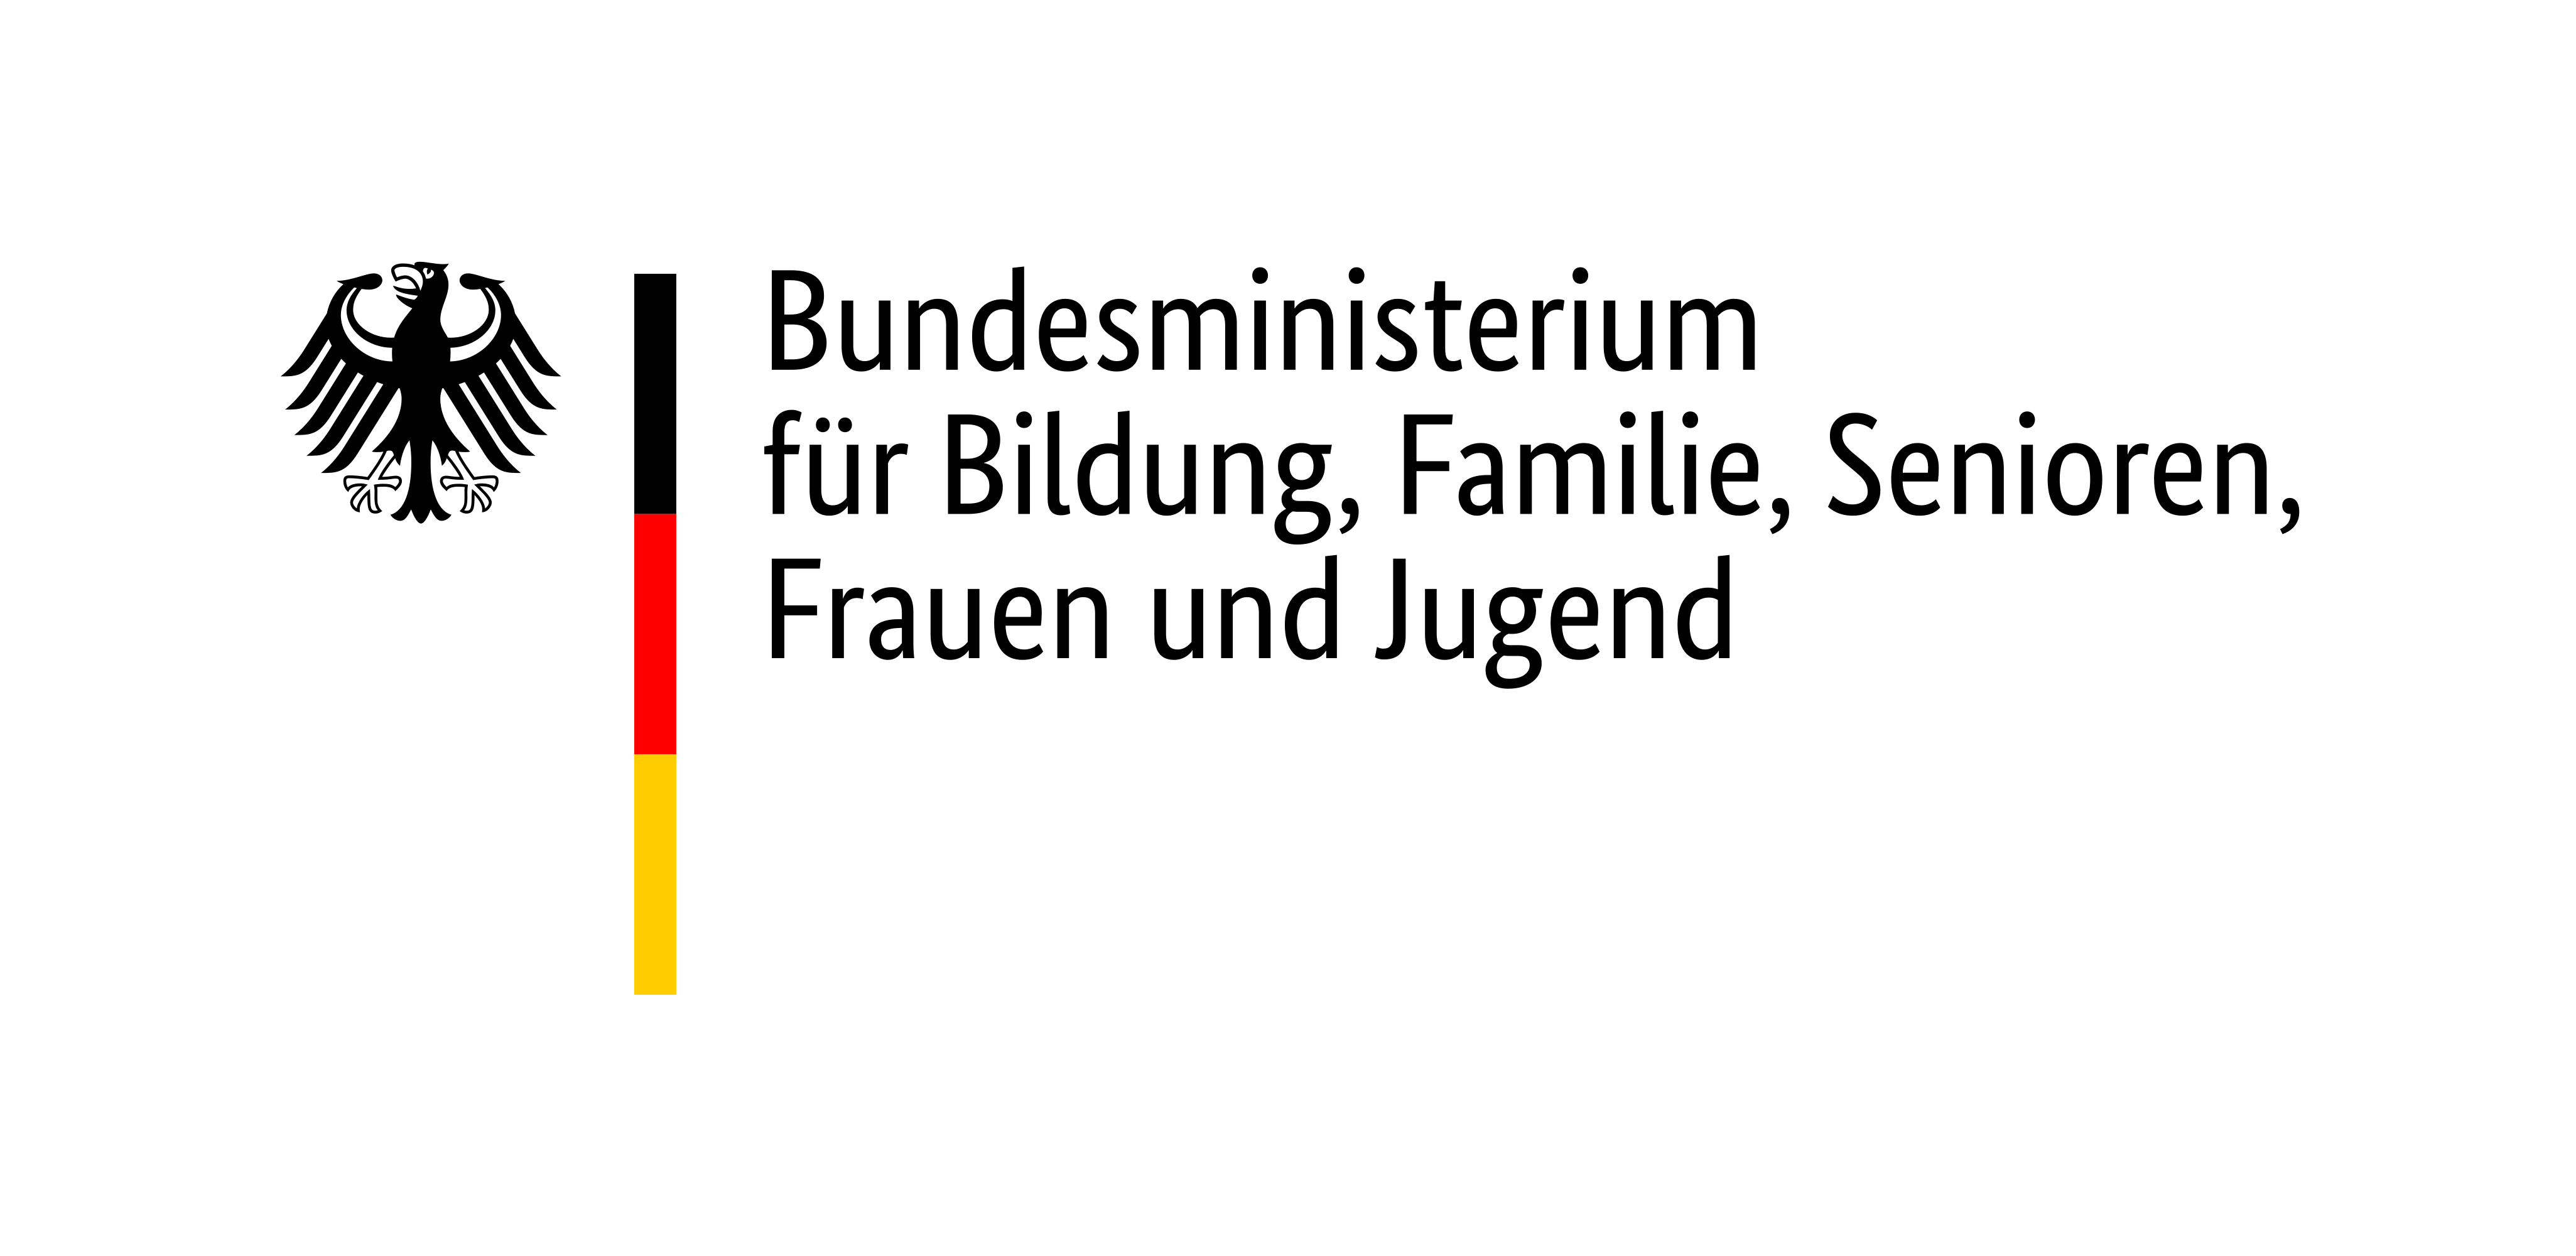 Bundesministerium
für Bildung, Familie, Senioren,
Frauen und Jugend